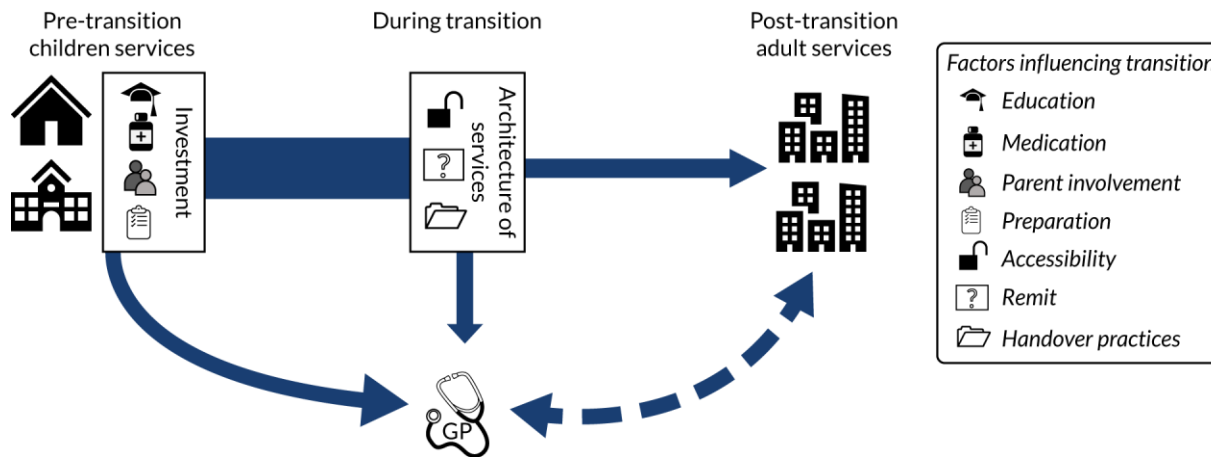 Pre-transition
children services
During transition
Post-transition
adult services
Investment
Architecture of
services
GP
Factors influencing transition
Education
Medication
Parent involvement
Preparation
Accessibility
?
Remit
Handover practices
?